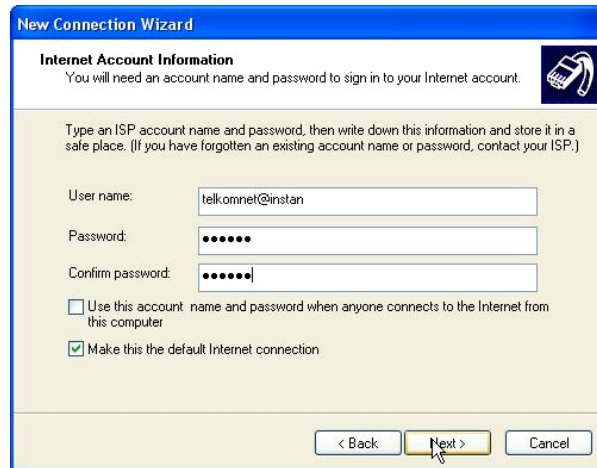 New Connection Wizard
Internet Account Information
You will need an account name and password to sign in to your Internet account.
Type an ISP account name and password, then write down this information and store it in a
safe place. (If you have forgotten an existing account name or password, contact your ISP.)
User name:
telkomnet@instan
Password:
••••••
Confirm password:
••••••
Use this account name and password when anyone connects to the Internet from
this computer
Make this the default Internet connection
< Back
Next >
Cancel